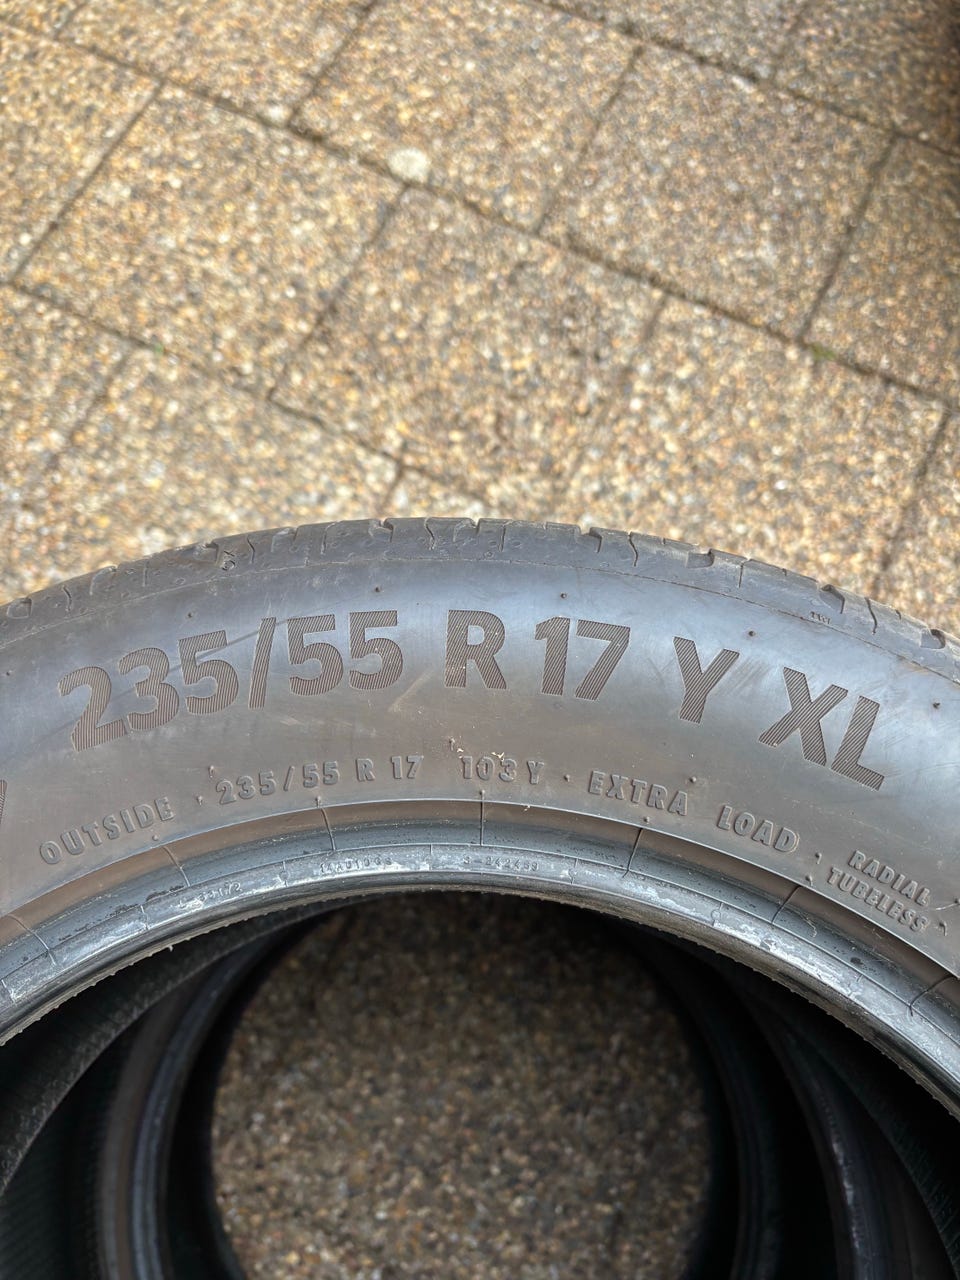 235/55 R 17 Y XL
OUTSIDE · 235/55 R 17 103 Y · EXTRA LOAD · RADIAL
TUBELESS